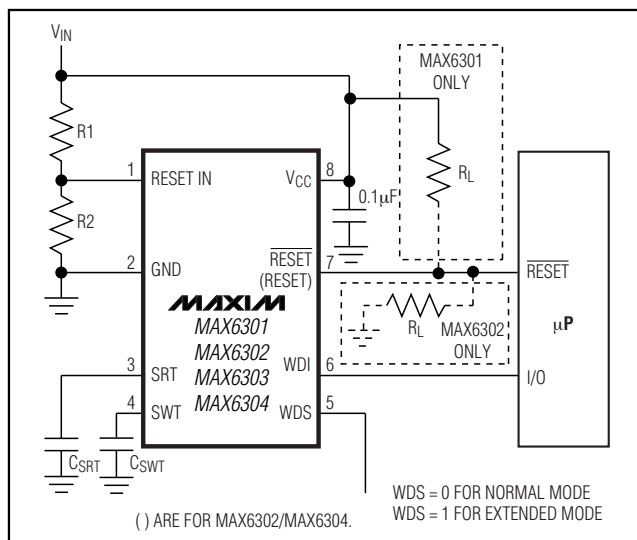 VIN
MAX6301
ONLY
R1
1
RESET IN
VCC
8
RL
0.1μF
R2
2
GND
RESET
(RESET)
7
RESET
MAXIM
MAX6301
MAX6302
MAX6303
MAX6304
RL
MAX6302
ONLY
μP
3
SRT
WDI
6
I/O
4
SWT
WDS
5
CSRT
CSWT
WDS = 0 FOR NORMAL MODE
WDS = 1 FOR EXTENDED MODE
( ) ARE FOR MAX6302/MAX6304.